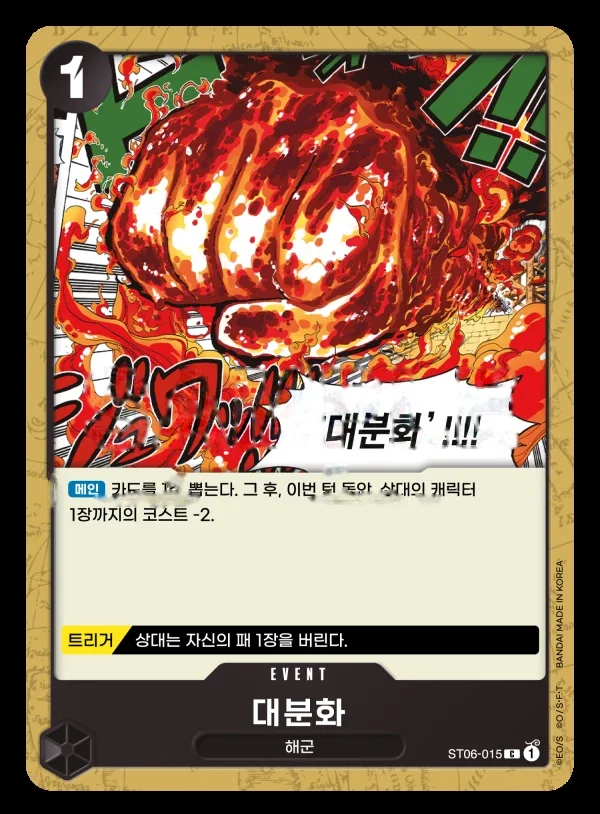 1
!!
'대분화' !!!!
메인 카드를 뽑는다. 그 후, 이번 턴 동안, 상대의 캐릭터
1장까지의 코스트 -2.
트리거 상대는 자신의 패 1장을 버린다.
EVENT
대분화
해군
ST06-015 C 1
©E.O/S ©O/S·F·T BANDAI MADE IN KOREA